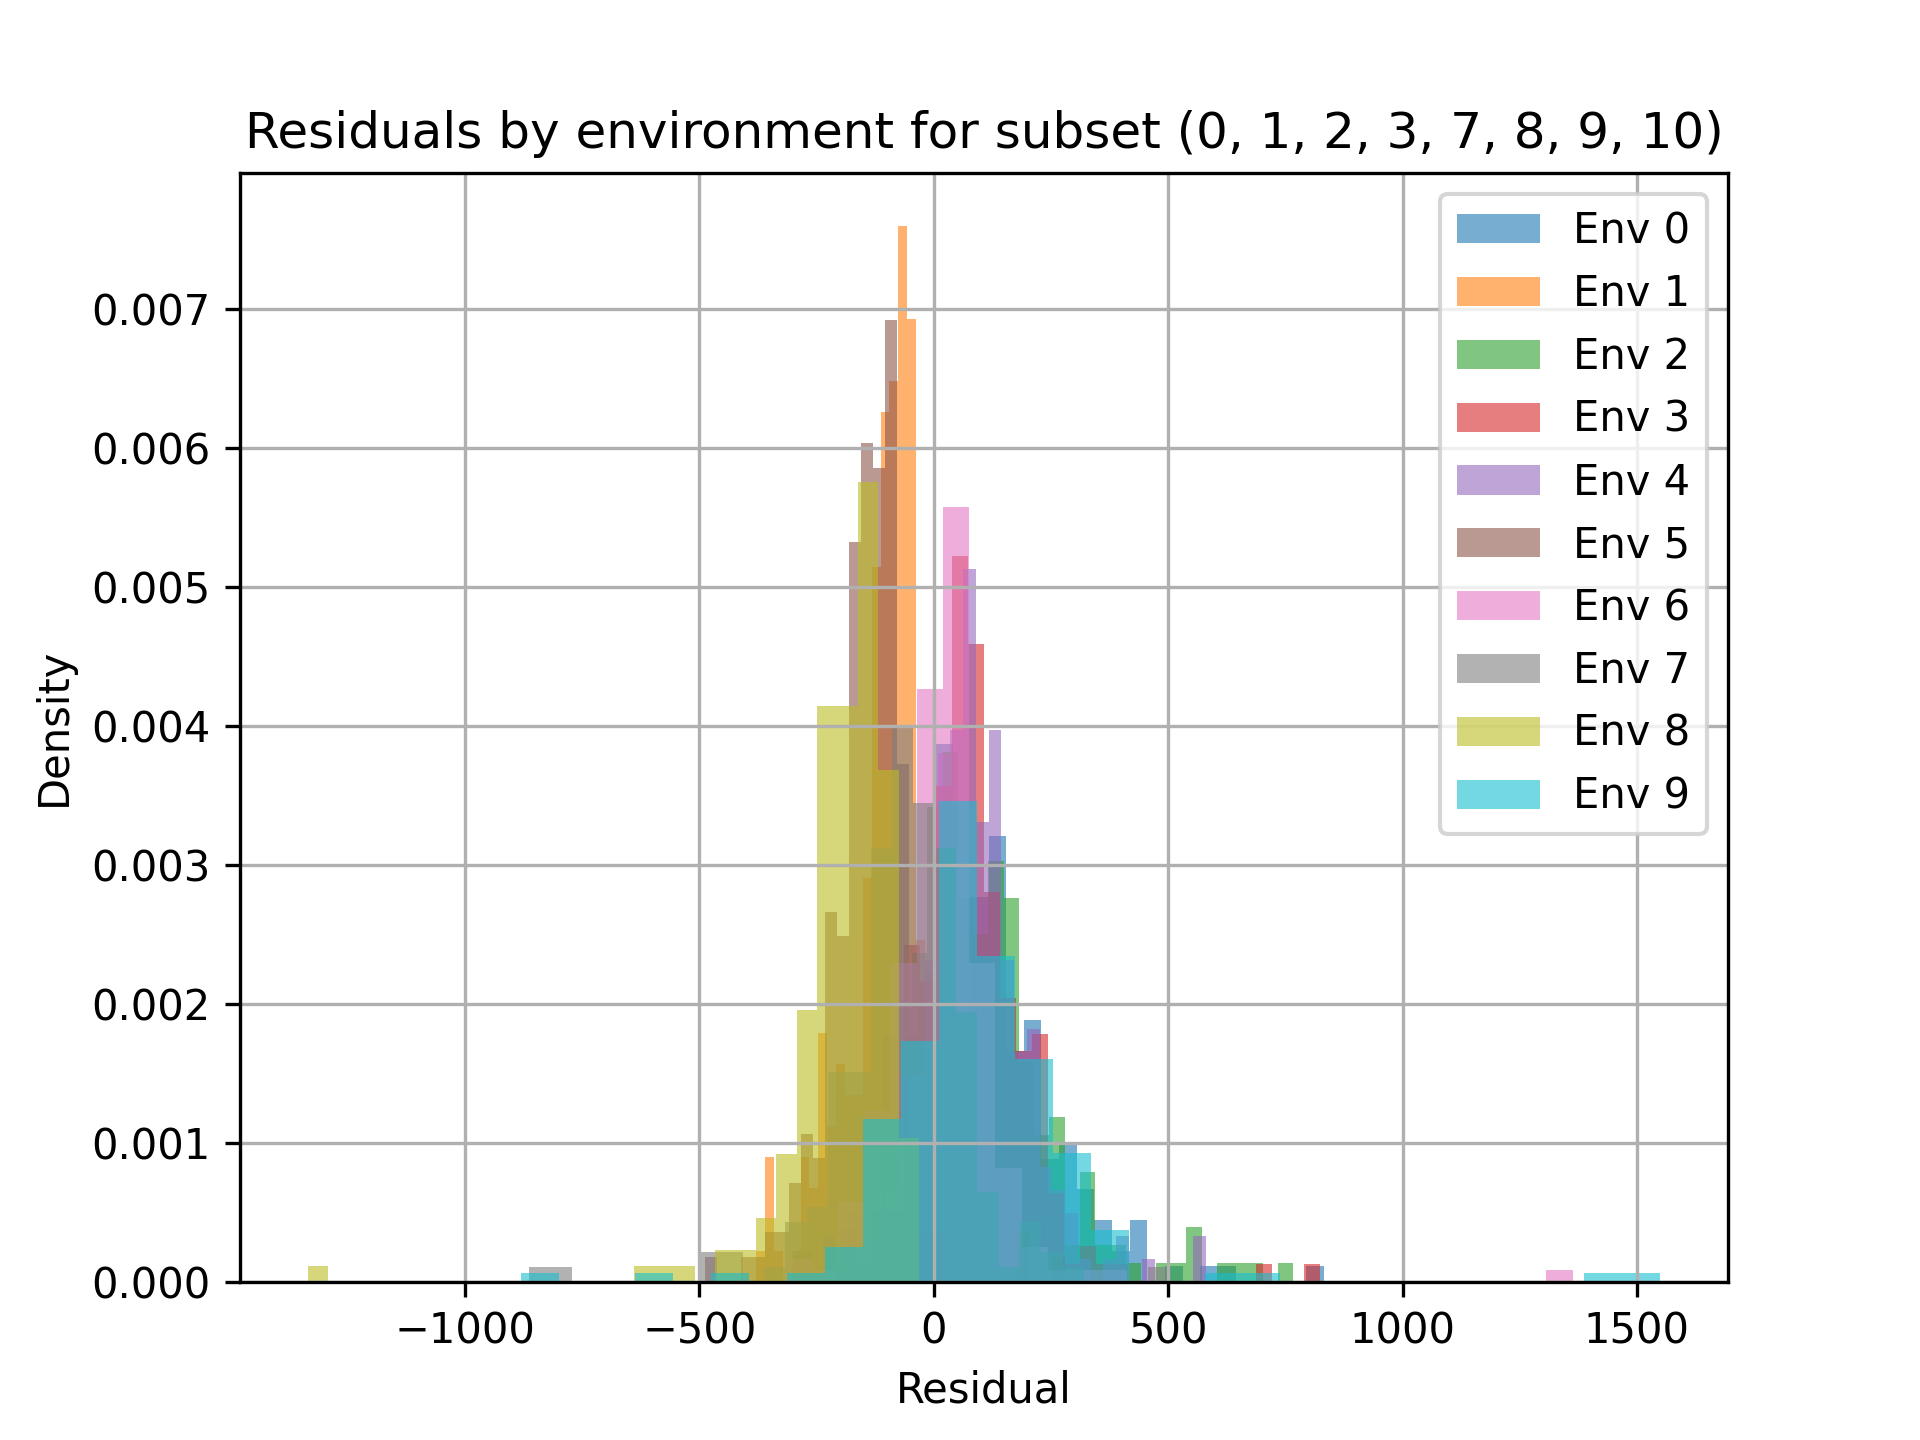 Residuals by environment for subset (0, 1, 2, 3, 7, 8, 9, 10)
Env 0
Env 1
Env 2
Env 3
Env 4
Env 5
Env 6
Env 7
Env 8
Env 9
0.007
0.006
0.005
0.004
0.003
0.002
0.001
0.000
Density
−1000
−500
0
500
1000
1500
Residual